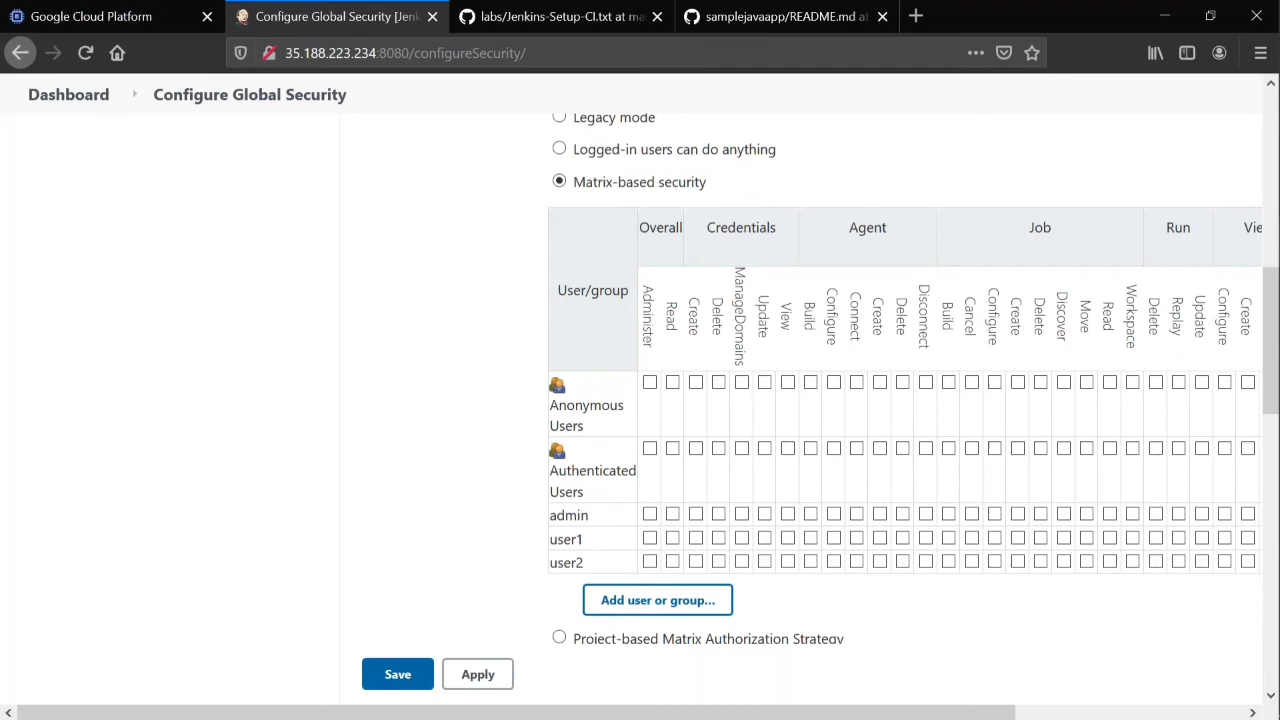 Google Cloud Platform
Configure Global Security [Jenk
labs/Jenkins-Setup-CI.txt at ma
samplejavaapp/README.md at
35.188.223.234:8080/configureSecurity/
Dashboard
Configure Global Security
Legacy mode
Logged-in users can do anything
Matrix-based security
User/group
Overall
Credentials
Agent
Job
Run
Vie
Administer
Read
Create
Delete
ManageDomains
Update
View
Build
Configure
Connect
Create
Delete
Disconnect
Build
Cancel
Configure
Create
Delete
Discover
Move
Read
Workspace
Delete
Replay
Update
Configure
Create
Anonymous
Users
Authenticated
Users
admin
user1
user2
Add user or group...
Project-based Matrix Authorization Strategy
Save
Apply